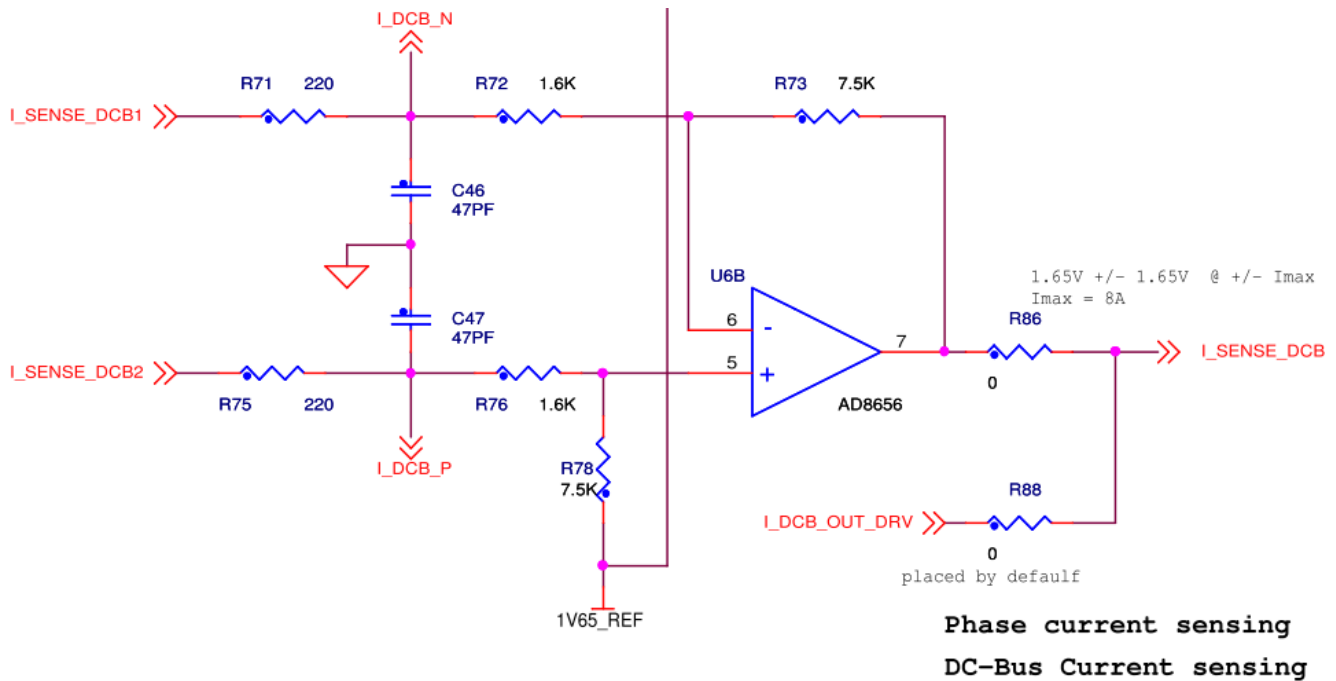 I_DCB_N
R71 220
R72 1.6K
R73 7.5K
I_SENSE_DCB1
C46
47PF
U6B
1.65V +/- 1.65V @ +/- Imax
Imax = 8A
C47
47PF
6
-
7
R86
I_SENSE_DCB
I_SENSE_DCB2
5
+
0
R75 220
R76 1.6K
AD8656
I_DCB_P
R78
7.5K
R88
I_DCB_OUT_DRV
0
placed by defaulf
1V65_REF
Phase current sensing
DC-Bus Current sensing